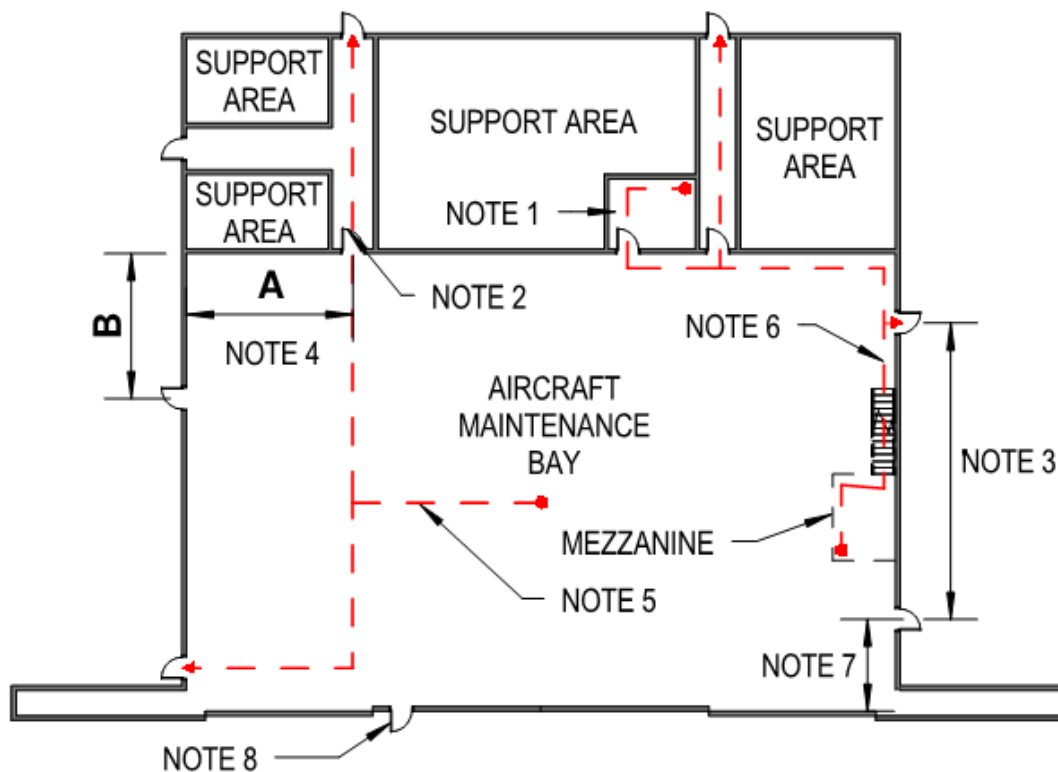 SUPPORT
AREA
SUPPORT AREA
SUPPORT
AREA
SUPPORT
AREA
NOTE 1
A
NOTE 2
B
NOTE 4
NOTE 6
AIRCRAFT
MAINTENANCE
BAY
NOTE 3
MEZZANINE
NOTE 5
NOTE 7
NOTE 8